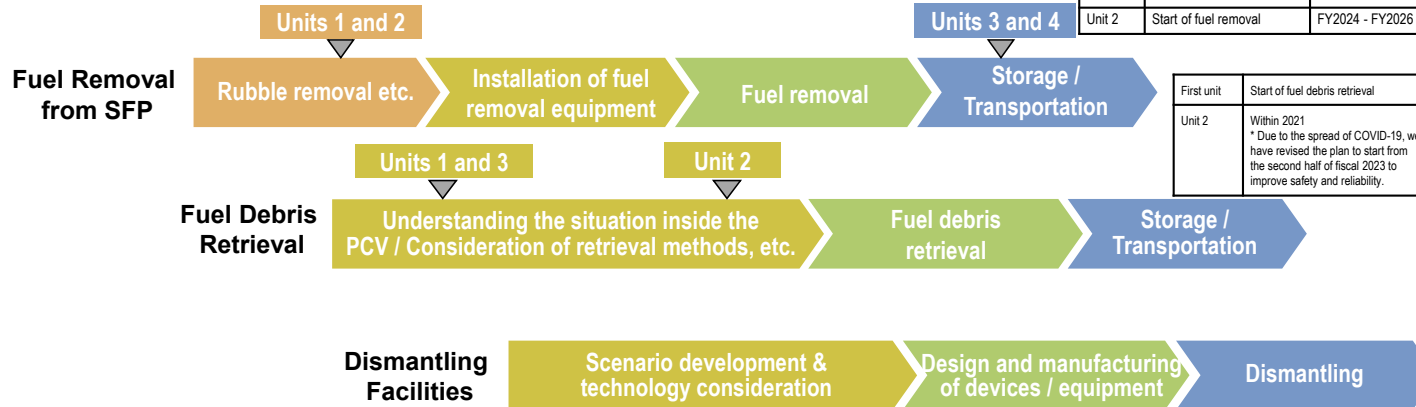 Units 1 and 2
Units 3 and 4
Unit 2 Start of fuel removal FY2024 - FY2026
Fuel Removal
from SFP
Rubble removal etc.
Installation of fuel
removal equipment
Fuel removal
Storage /
Transportation
First unit Start of fuel debris retrieval
Unit 2 Within 2021
* Due to the spread of COVID-19, we
have revised the plan to start from
the second half of fiscal 2023 to
improve safety and reliability.
Units 1 and 3
Unit 2
Fuel Debris
Retrieval
Understanding the situation inside the
PCV / Consideration of retrieval methods, etc.
Fuel debris
retrieval
Storage /
Transportation
Dismantling
Facilities
Scenario development &
technology consideration
Design and manufacturing
of devices / equipment
Dismantling